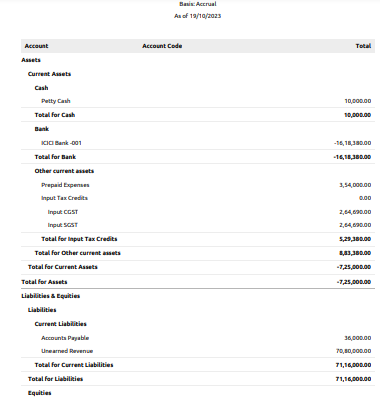 Basis: Accrual
As of 19/10/2023
Account Account Code Total
Assets
Current Assets
Cash
Petty Cash 10,000.00
Total for Cash 10,000.00
Bank
ICICI Bank -001 -16,18,380.00
Total for Bank -16,18,380.00
Other current assets
Prepaid Expenses 3,54,000.00
Input Tax Credits 0.00
Input CGST 2,64,690.00
Input SGST 2,64,690.00
Total for Input Tax Credits 5,29,380.00
Total for Other current assets 8,83,380.00
Total for Current Assets -7,25,000.00
Total for Assets -7,25,000.00
Liabilities & Equities
Liabilities
Current Liabilities
Accounts Payable 36,000.00
Unearned Revenue 70,80,000.00
Total for Current Liabilities 71,16,000.00
Total for Liabilities 71,16,000.00
Equities